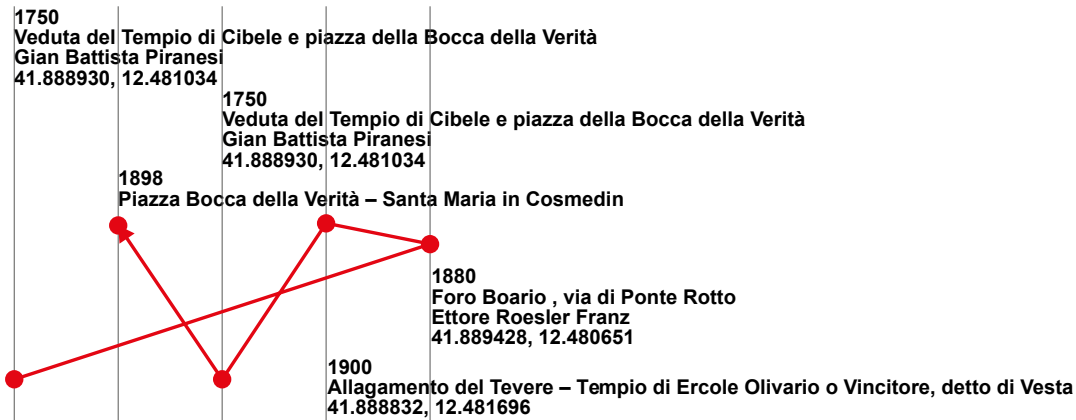 1750
Veduta del Tempio di Cibele e piazza della Bocca della Verità
Gian Battista Piranesi
41.888930, 12.481034
1750
Veduta del Tempio di Cibele e piazza della Bocca della Verità
Gian Battista Piranesi
41.888930, 12.481034
1898
Piazza Bocca della Verità – Santa Maria in Cosmedin
1880
Foro Boario , via di Ponte Rotto
Ettore Roesler Franz
41.889428, 12.480651
1900
Allagamento del Tevere – Tempio di Ercole Olivario o Vincitore, detto di Vesta
41.888832, 12.481696